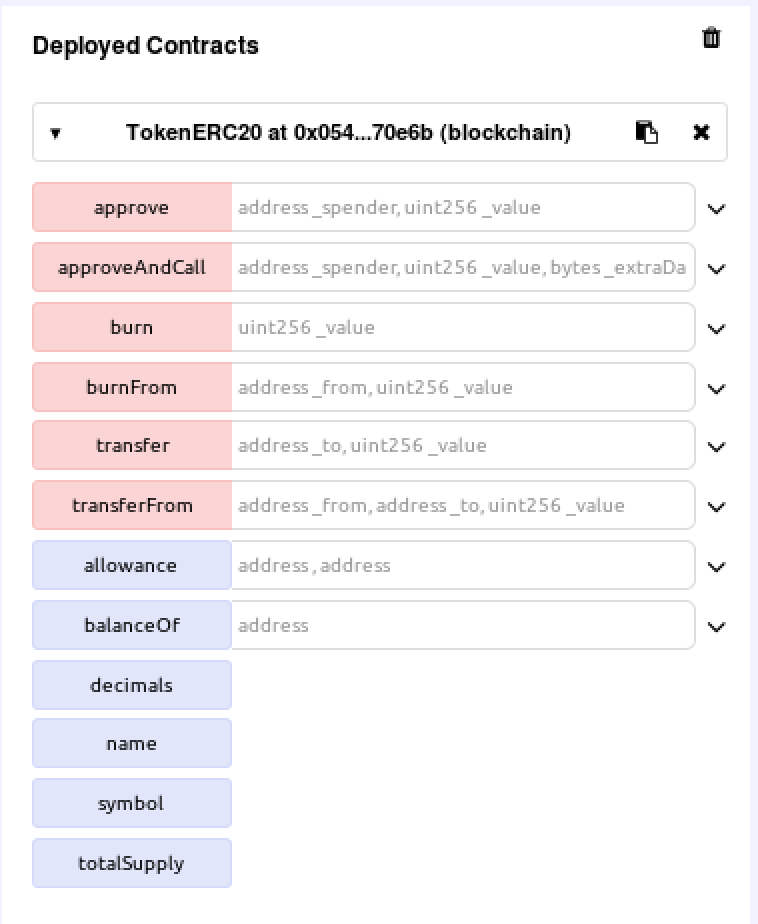 Deployed Contracts
TokenERC20 at 0x054...70e6b (blockchain)
approve address _spender, uint256 _value
approveAndCall address _spender, uint256 _value, bytes _extraDa
burn uint256 _value
burnFrom address _from, uint256 _value
transfer address _to, uint256 _value
transferFrom address _from, address _to, uint256 _value
allowance address , address
balanceOf address
decimals
name
symbol
totalSupply